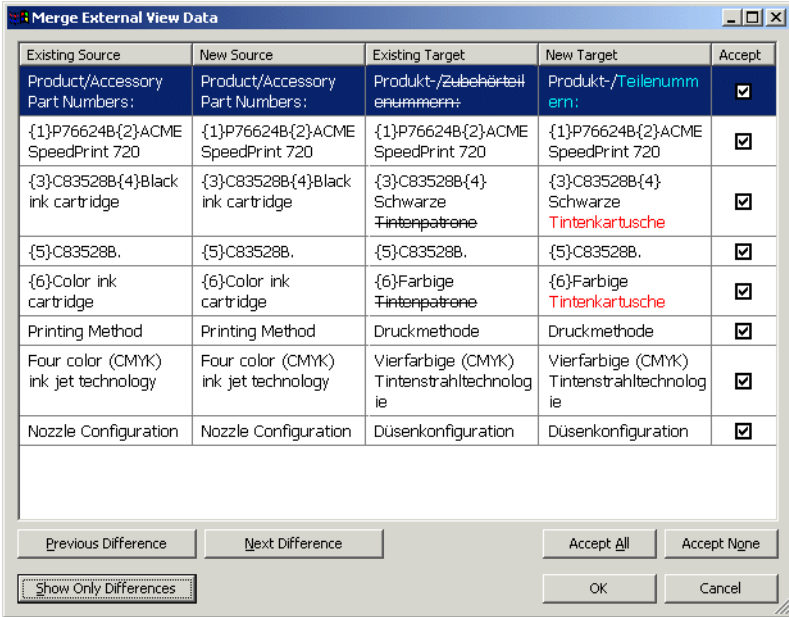 Merge External View Data
Existing Source New Source Existing Target New Target Accept
Product/Accessory Product/Accessory Produkt-/Zubehörteil Produkt-/Teilenumm
Part Numbers: Part Numbers: enummern: ern:
{1}P76624B{2}ACME {1}P76624B{2}ACME {1}P76624B{2}ACME {1}P76624B{2}ACME
SpeedPrint 720 SpeedPrint 720 SpeedPrint 720 SpeedPrint 720
{3}C83528B{4}Black {3}C83528B{4}Black {3}C83528B{4} {3}C83528B{4}
ink cartridge ink cartridge Schwarze Schwarze
Tintenpatrone Tintenkartusche
{5}C83528B. {5}C83528B. {5}C83528B. {5}C83528B.
{6}Color ink {6}Color ink {6}Farbige {6}Farbige
cartridge cartridge Tintenpatrone Tintenkartusche
Printing Method Printing Method Druckmethode Druckmethode
Four color (CMYK) Four color (CMYK) Vierfarbige (CMYK) Vierfarbige (CMYK)
ink jet technology ink jet technology Tintenstrahltechnolog Tintenstrahltechnolog
ie ie
Nozzle Configuration Nozzle Configuration Düsenkonfiguration Düsenkonfiguration
Previous Difference Next Difference Accept All Accept None
Show Only Differences OK Cancel